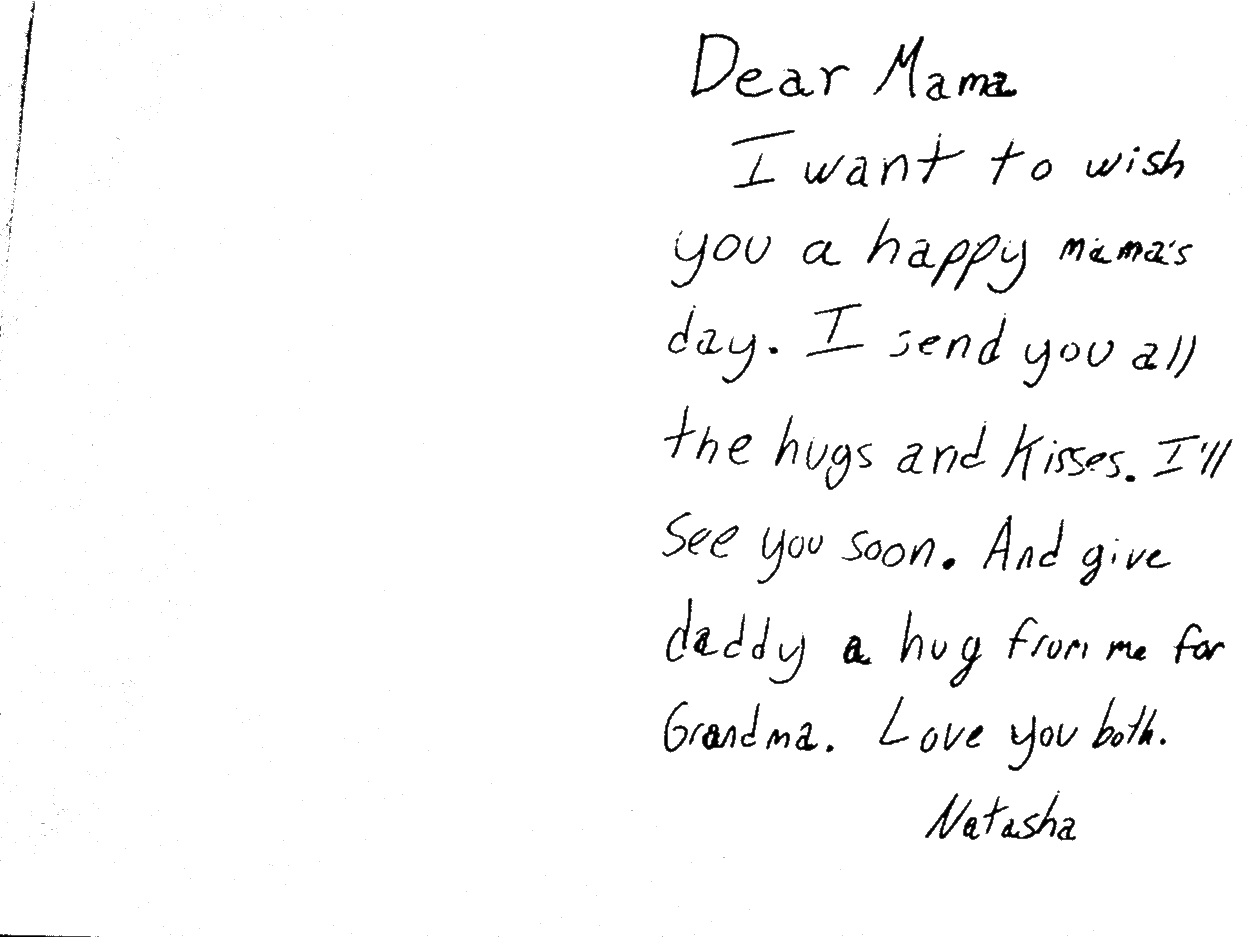 Dear Mama
I want to wish
you a happy mama's
day. I send you all
the hugs and kisses. I'll
see you soon. And give
daddy a hug from me for
Grandma. Love you both.
Natasha